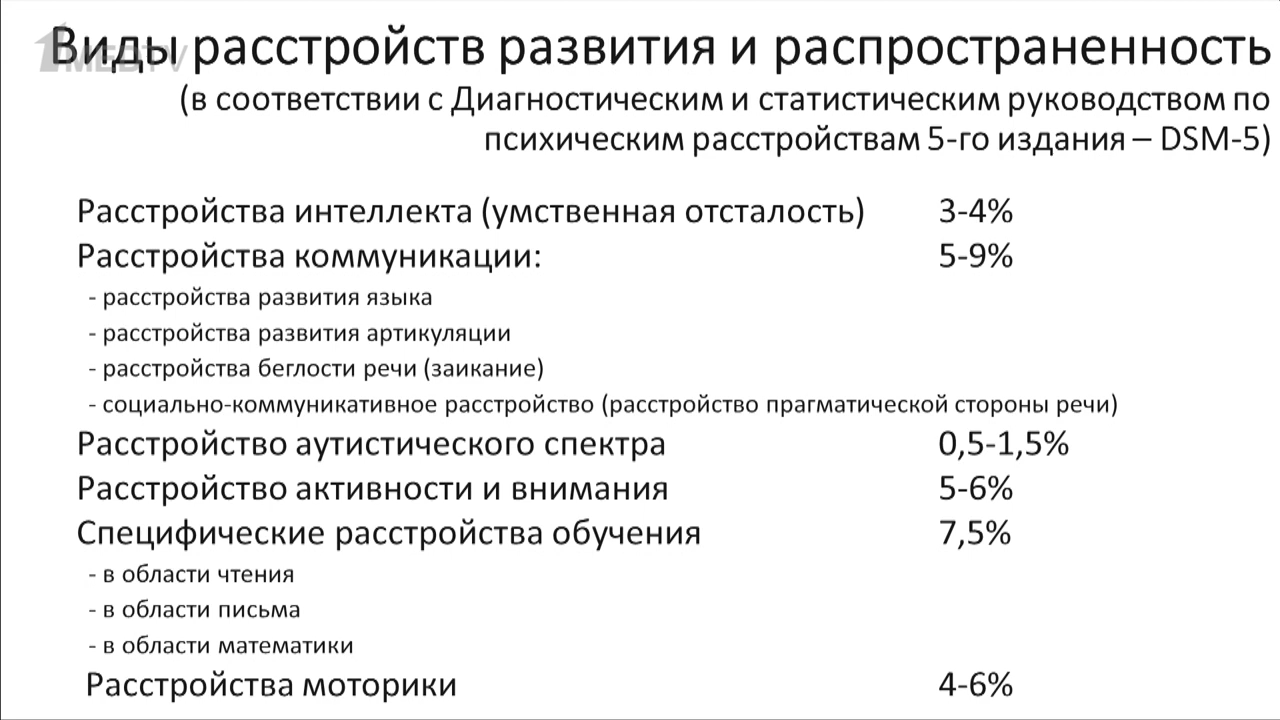 Виды расстройств развития и распространенность
(в соответствии с Диагностическим и статистическим руководством по
психическим расстройствам 5-го издания – DSM-5)
Расстройства интеллекта (умственная отсталость) 3-4%
Расстройства коммуникации: 5-9%
- расстройства развития языка
- расстройства развития артикуляции
- расстройства беглости речи (заикание)
- социально-коммуникативное расстройство (расстройство прагматической стороны речи)
Расстройство аутистического спектра 0,5-1,5%
Расстройство активности и внимания 5-6%
Специфические расстройства обучения 7,5%
- в области чтения
- в области письма
- в области математики
Расстройства моторики 4-6%